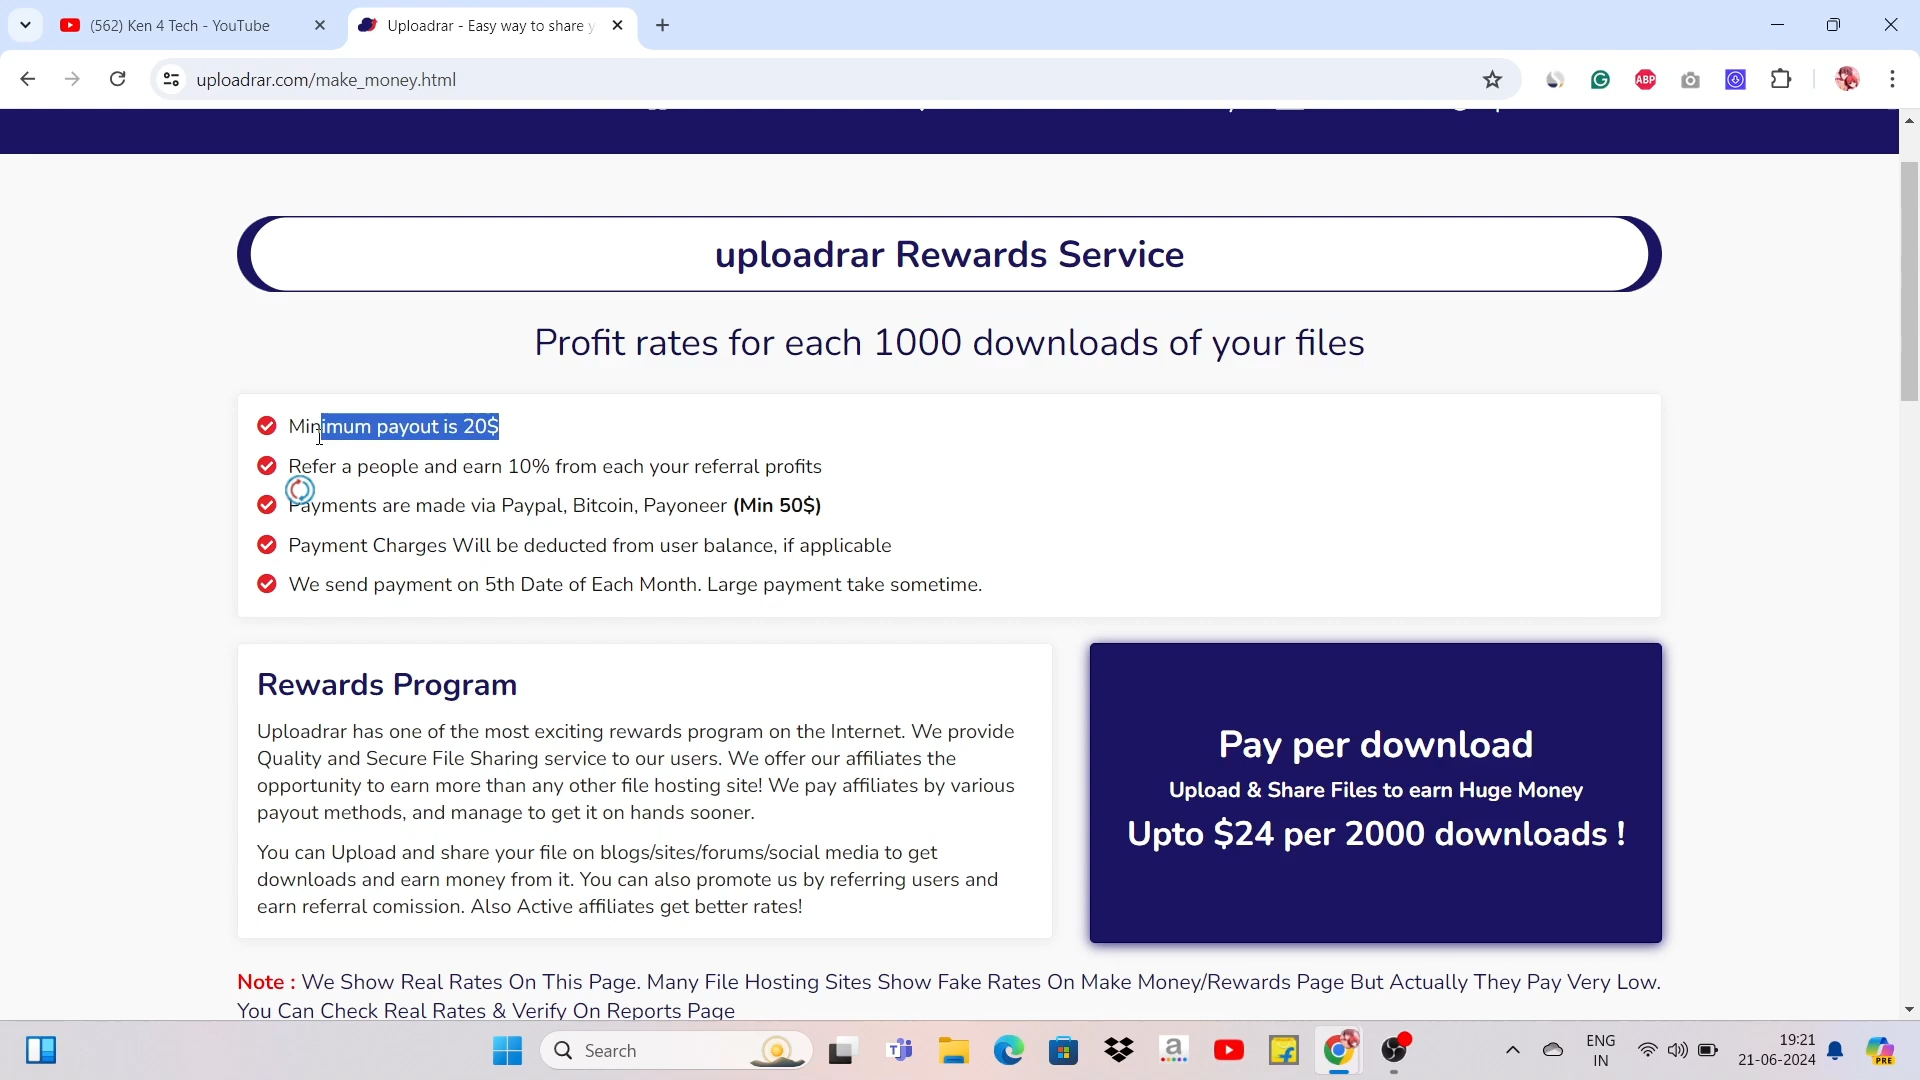 (562) Ken 4 Tech - YouTube
Uploadrar - Easy way to share y
uploadrar.com/make_money.html
ABP
uploadrar Rewards Service
Profit rates for each 1000 downloads of your files
Minimum payout is 20$
Refer a people and earn 10% from each your referral profits
Payments are made via Paypal, Bitcoin, Payoneer (Min 50$)
Payment Charges Will be deducted from user balance, if applicable
We send payment on 5th Date of Each Month. Large payment take sometime.
Rewards Program
Uploadrar has one of the most exciting rewards program on the Internet. We provide
Quality and Secure File Sharing service to our users. We offer our affiliates the
opportunity to earn more than any other file hosting site! We pay affiliates by various
payout methods, and manage to get it on hands sooner.
You can Upload and share your file on blogs/sites/forums/social media to get
downloads and earn money from it. You can also promote us by referring users and
earn referral comission. Also Active affiliates get better rates!
Pay per download
Upload & Share Files to earn Huge Money
Upto $24 per 2000 downloads !
Note : We Show Real Rates On This Page. Many File Hosting Sites Show Fake Rates On Make Money/Rewards Page But Actually They Pay Very Low.
You Can Check Real Rates & Verify On Reports Page
Search
ENG
IN
19:21
21-06-2024
PRE